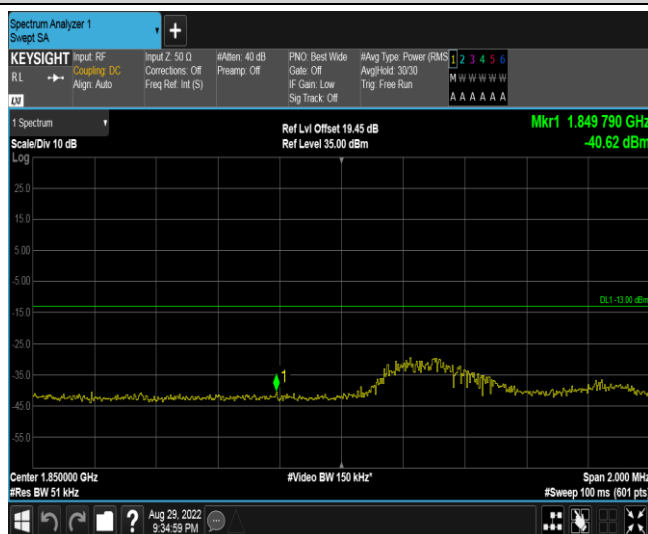 Spectrum Analyzer 1
Swept SA
+
KEYSIGHT Input: RF Input Z: 50 Ω #Atten: 40 dB PNO: Best Wide #Avg Type: Power (RMS 1 2 3 4 5 6
RL Coupling: DC Corrections: Off Preamp: Off Gate: Off Avg|Hold: 30/30 M W W W W W
Align: Auto Freq Ref: Int (S) IF Gain: Low Trig: Free Run
Sig Track: Off A A A A A A
LXI
1 Spectrum Ref Lvl Offset 19.45 dB Mkr1 1.849 790 GHz
Scale/Div 10 dB Ref Level 35.00 dBm -40.62 dBm
Log
25.0
15.0
5.00
-5.00
DL1 -13.00 dBm
-15.0
-25.0
-35.0
1
-45.0
-55.0
Center 1.850000 GHz #Video BW 150 kHz* Span 2.000 MHz
#Res BW 51 kHz #Sweep 100 ms (601 pts)
? Aug 29, 2022
9:34:59 PM